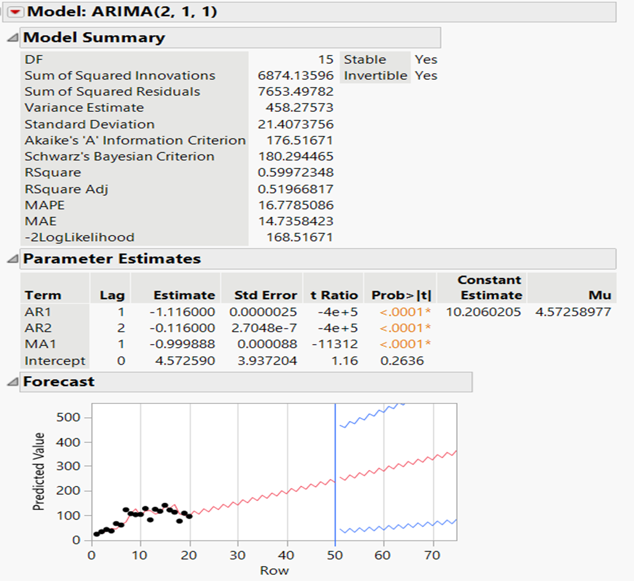 Model: ARIMA(2, 1, 1)
Model Summary
DF 15 Stable Yes
Sum of Squared Innovations 6874.13596 Invertible Yes
Sum of Squared Residuals 7653.49782
Variance Estimate 458.27573
Standard Deviation 21.4073756
Akaike's 'A' Information Criterion 176.51671
Schwarz's Bayesian Criterion 180.294465
RSquare 0.59972348
RSquare Adj 0.51966817
MAPE 16.7785086
MAE 14.7358423
-2LogLikelihood 168.51671
Parameter Estimates
Term Lag Estimate Std Error t Ratio Prob>|t| Constant Estimate Mu
AR1 1 -1.116000 0.0000025 -4e+5 <.0001* 10.2060205 4.57258977
AR2 2 -0.116000 2.7048e-7 -4e+5 <.0001*
MA1 1 -0.999888 0.000088 -11312 <.0001*
Intercept 0 4.572590 3.937204 1.16 0.2636
Forecast
Predicted Value
500
400
300
200
100
0
0 10 20 30 40 50 60 70
Row